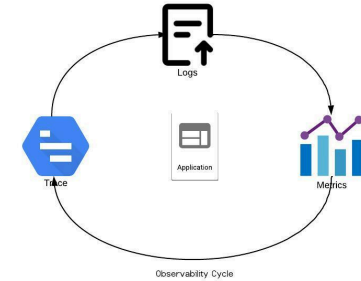 Logs
Application
Trace
Metrics
Observability Cycle